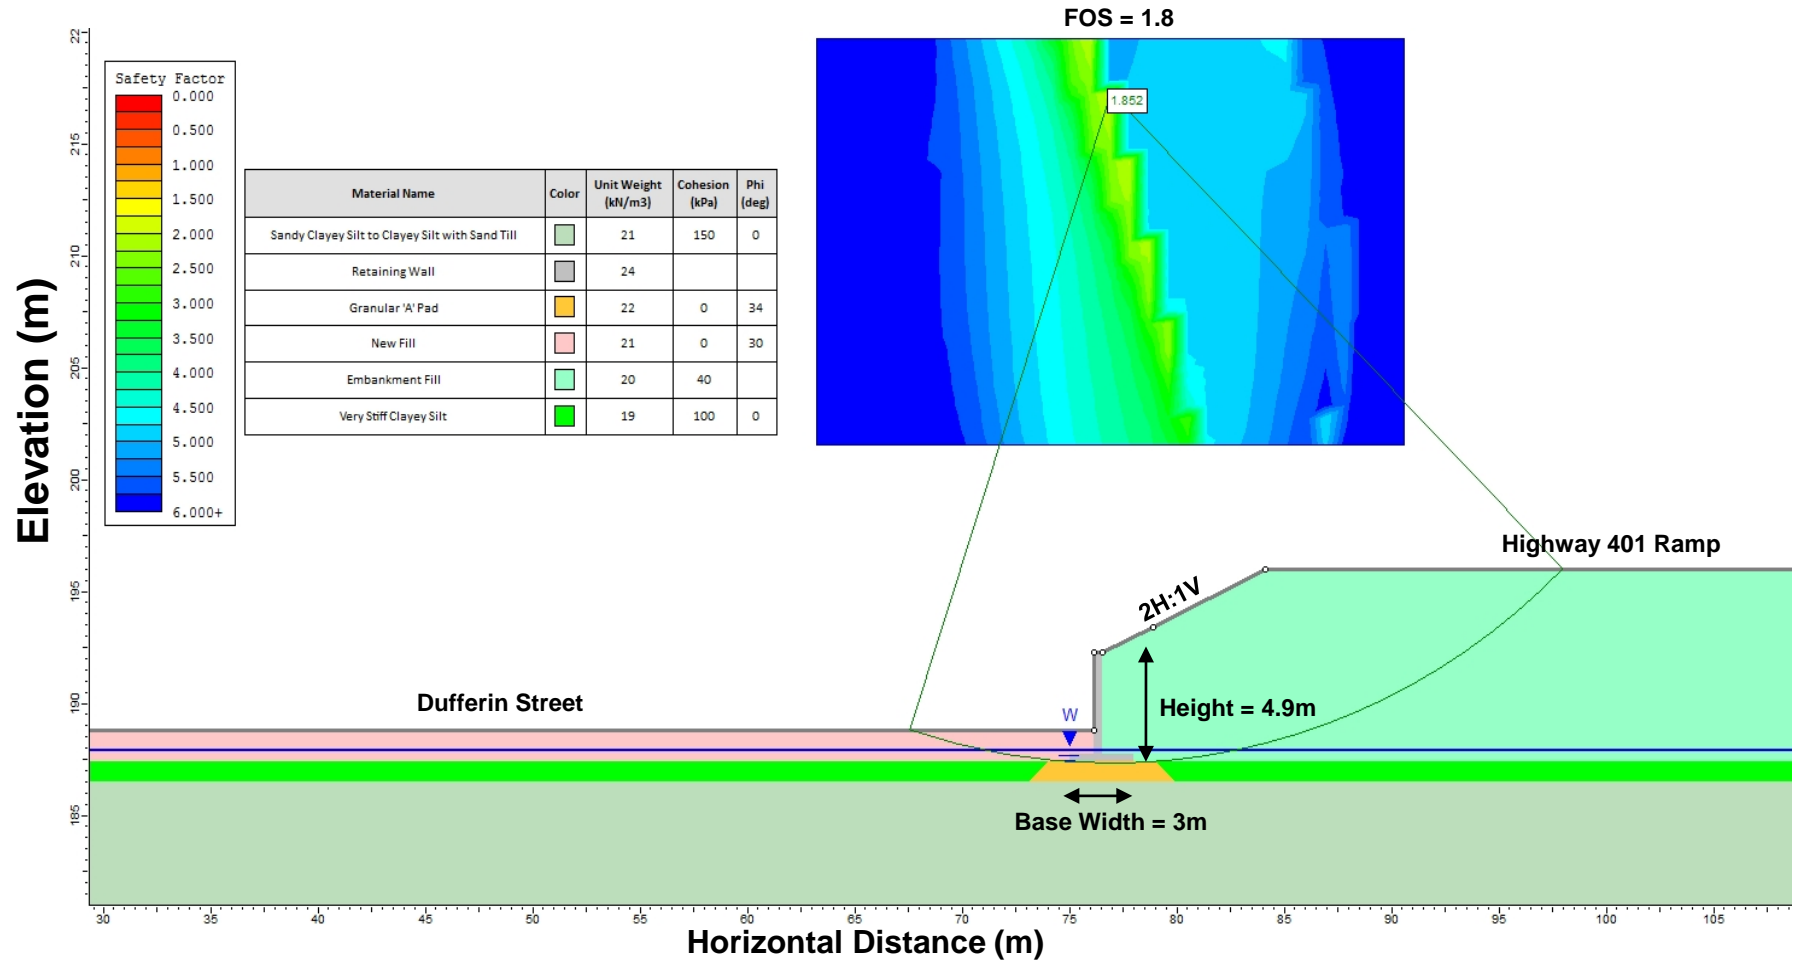 FOS = 1.8
22
215
210
205
200
195
190
185
Elevation (m)
Safety Factor
0.000
0.500
1.000
1.500
2.000
2.500
3.000
3.500
4.000
4.500
5.000
5.500
6.000+
Material Name Color Unit Weight (kN/m3) Cohesion (kPa) Phi (deg)
Sandy Clayey Silt to Clayey Silt with Sand Till 21 150 0
Retaining Wall 24
Granular 'A' Pad 22 0 34
New Fill 21 0 30
Embankment Fill 20 40
Very Stiff Clayey Silt 19 100 0
1.852
Highway 401 Ramp
2H:1V
Dufferin Street
W
Height = 4.9m
Base Width = 3m
30 35 40 45 50 55 60 65 70 75 80 85 90 95 100 105
Horizontal Distance (m)